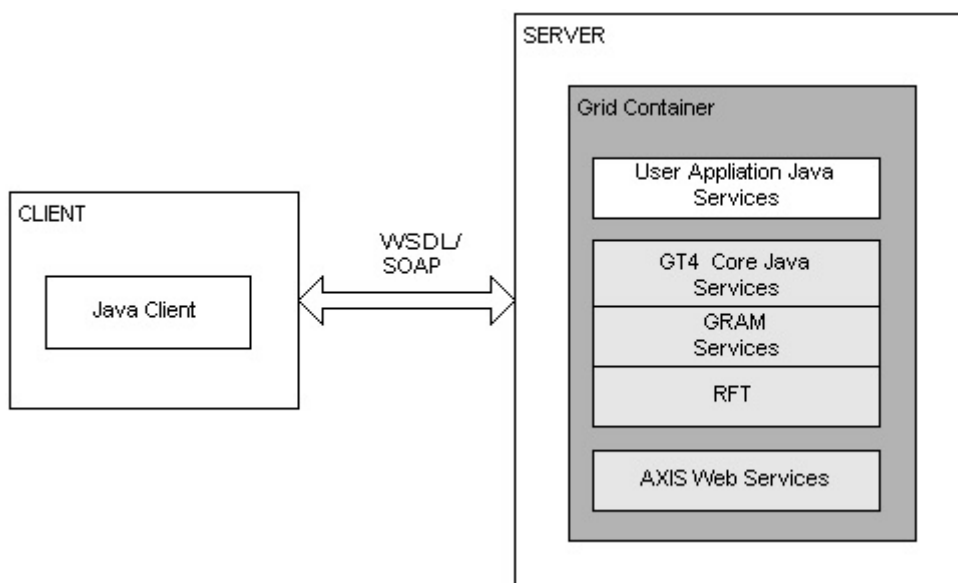 SERVER
Grid Container
User Appliation Java
Services
CLIENT
WSDL/
SOAP
GT4 Core Java
Services
Java Client
GRAM
Services
RFT
AXIS Web Services